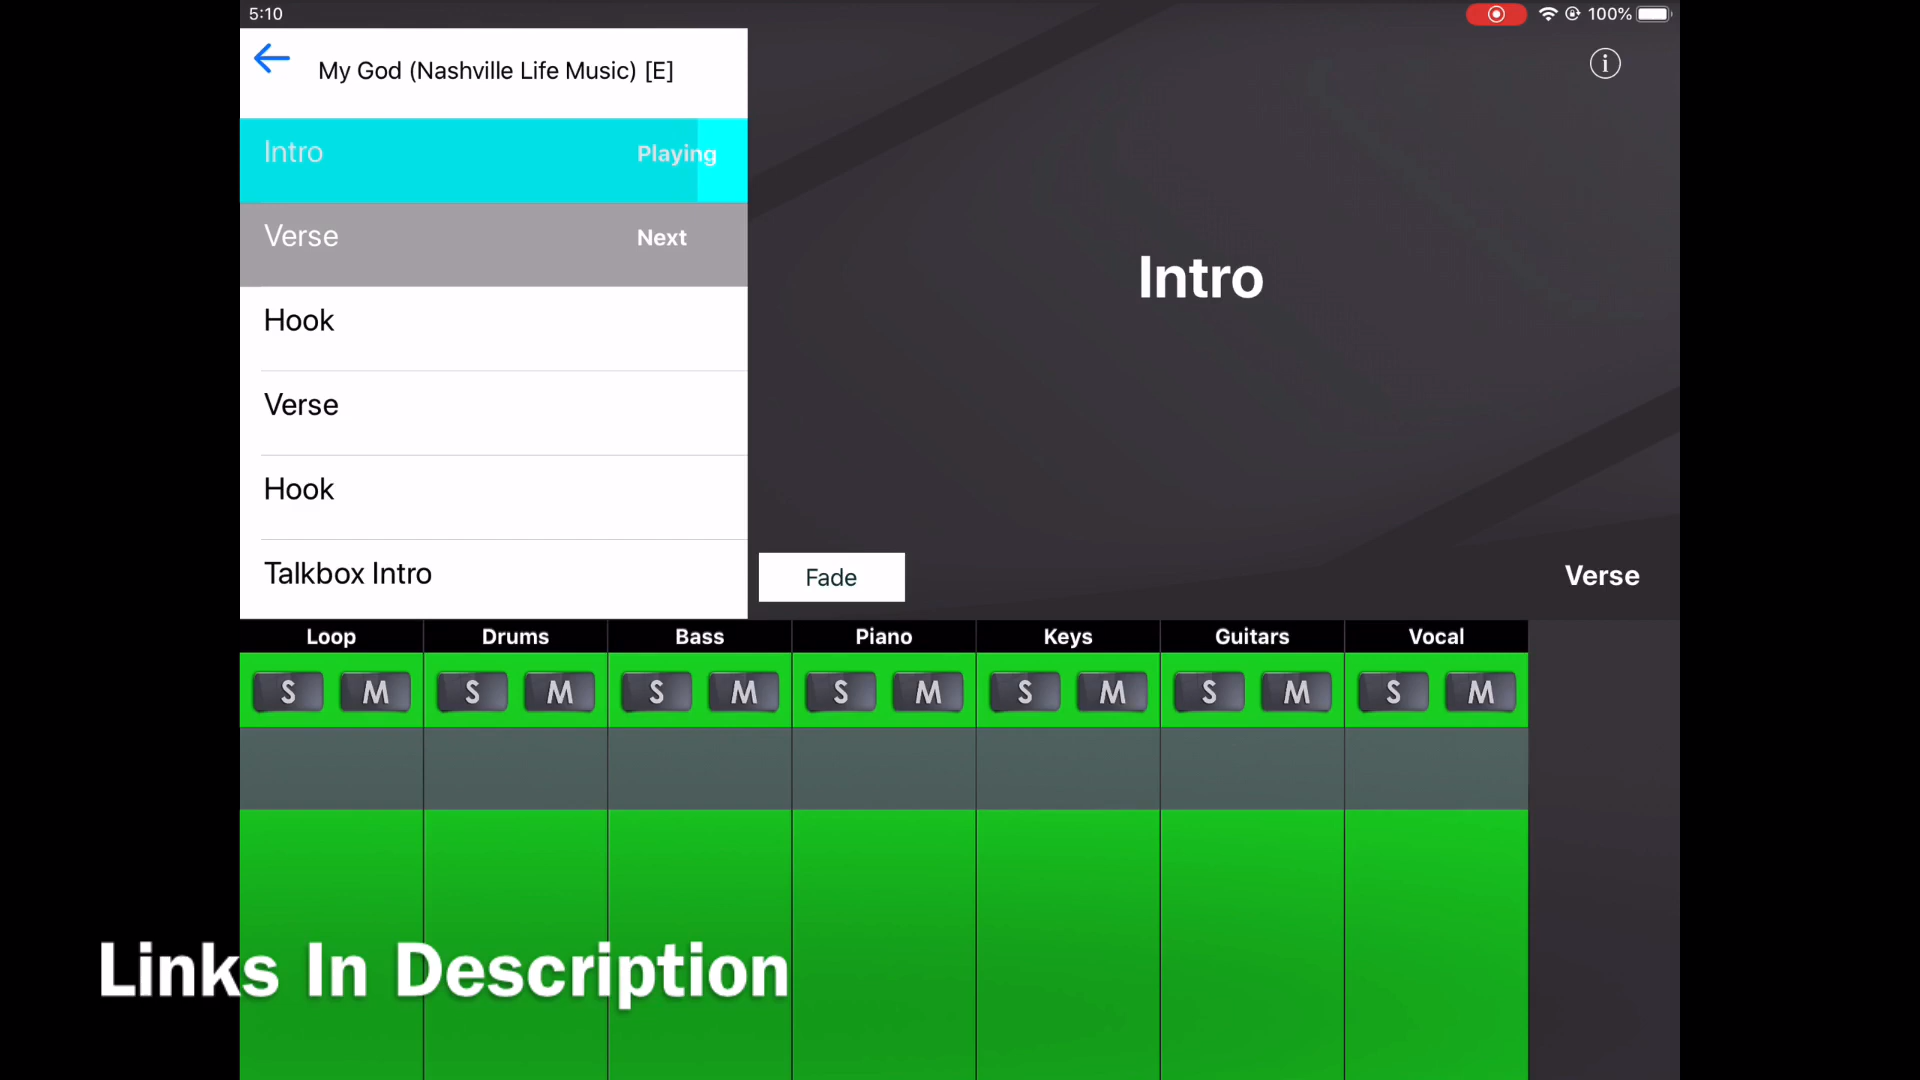 5:10
100%
My God (Nashville Life Music) [E]
Intro Playing
Verse Next
Hook
Verse
Hook
Talkbox Intro
Intro
Fade
Verse
Loop Drums Bass Piano Keys Guitars Vocal
S M S M S M S M S M S M S M
Links In Description